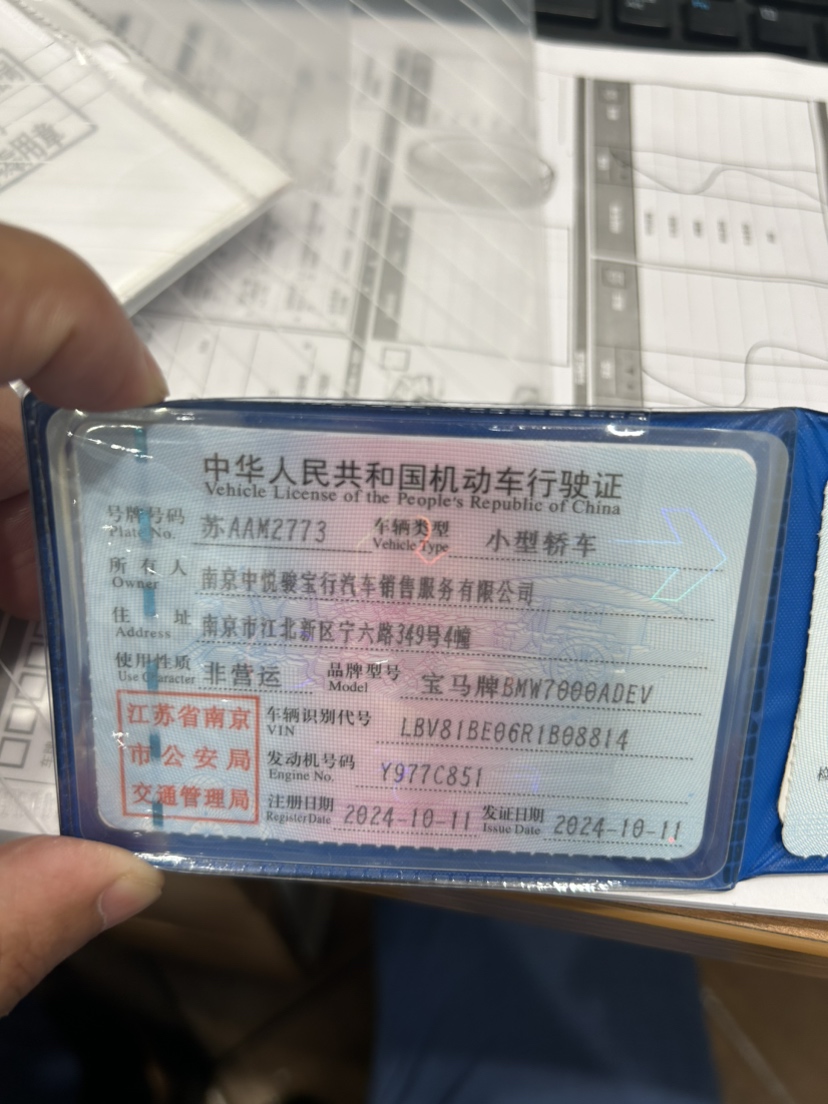 用章
中华人民共和国机动车行驶证
Vehicle License of the People's Republic of China
号牌号码 苏AAM2773 车辆类型 小型轿车
Plate No. Vehicle Type
所有人 南京中悦骏宝行汽车销售服务有限公司
Owner
住址 南京市江北新区宁六路349号4幢
Address
使用性质 非营运 品牌型号 宝马牌BMW7000ADEV
Use Character Model
江苏省南京
市公安局
交通管理局
车辆识别代号 LBV81BE06R1B08814
VIN
发动机号码 Y977C851
Engine No.
注册日期 2024-10-11 发证日期 2024-10-11
Register Date Issue Date